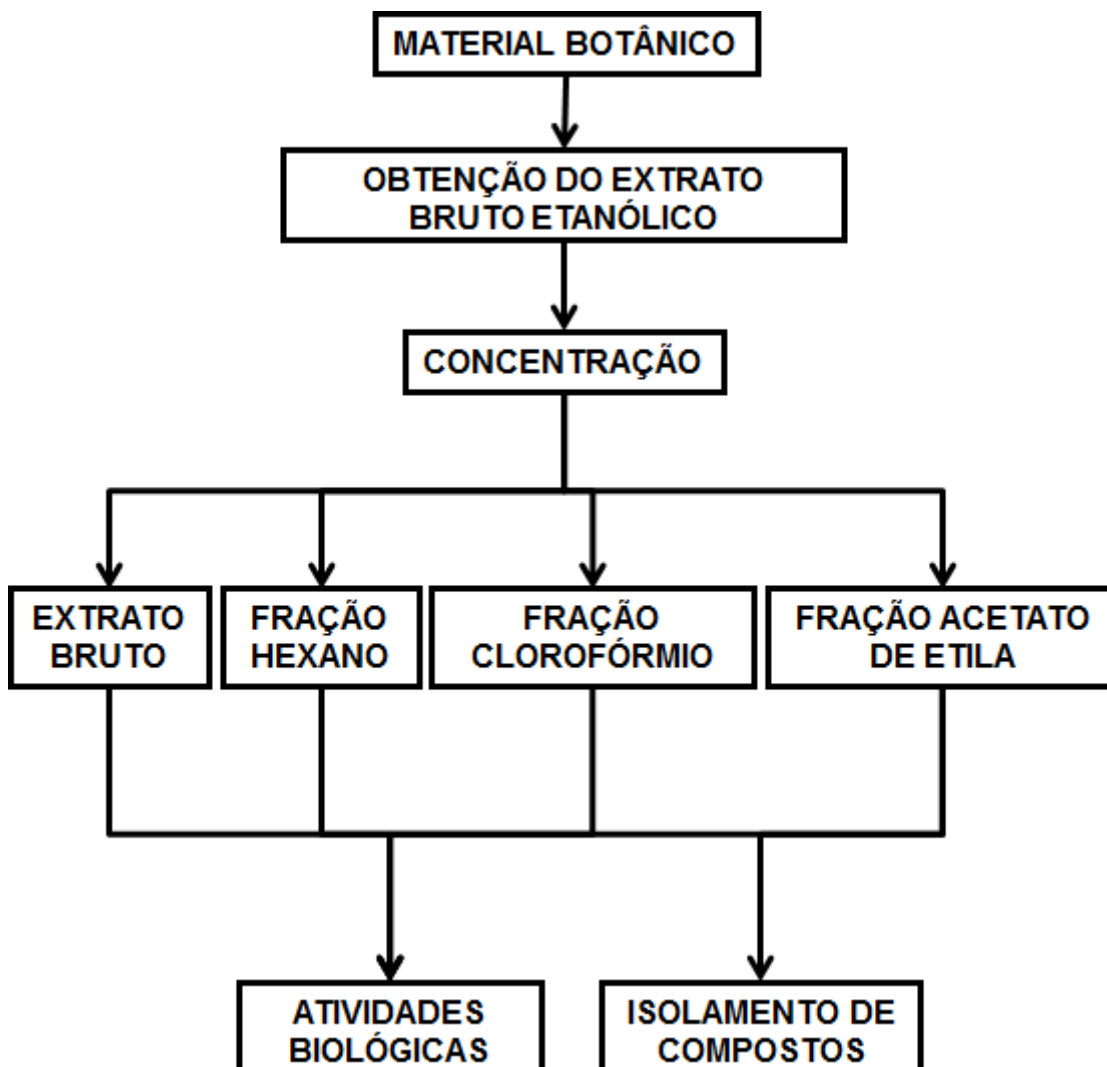 MATERIAL BOTÂNICO
OBTENÇÃO DO EXTRATO
BRUTO ETANÓLICO
CONCENTRAÇÃO
EXTRATO
BRUTO
FRAÇÃO
HEXANO
FRAÇÃO
CLOROFÓRMIO
FRAÇÃO ACETATO
DE ETILA
ATIVIDADES
BIOLÓGICAS
ISOLAMENTO DE
COMPOSTOS